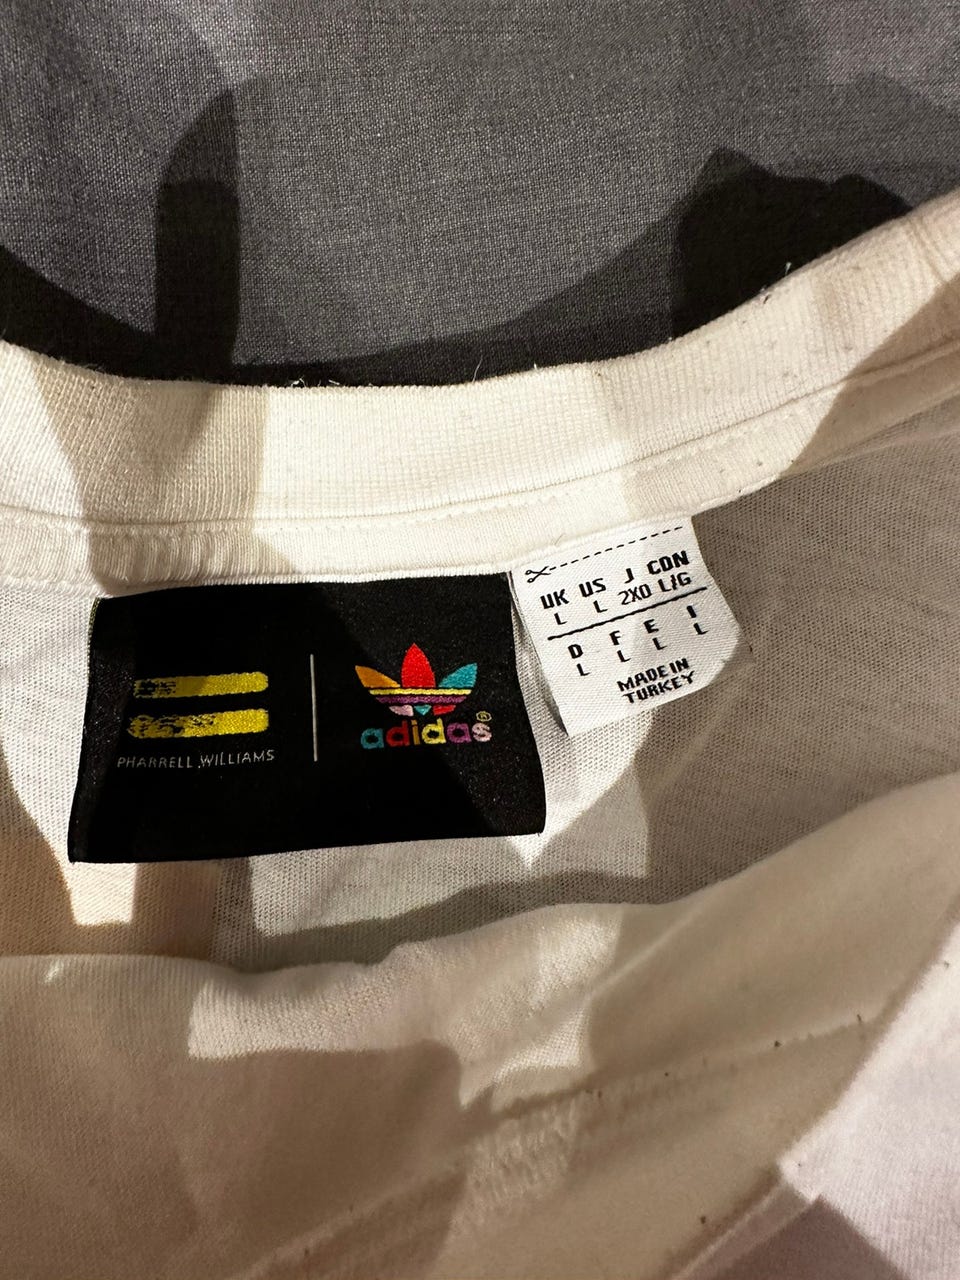 PHARRELL WILLIAMS
adidas®
UK US J CDN
L L 2XO L/G
D F E I
L L L L
MADE IN
TURKEY